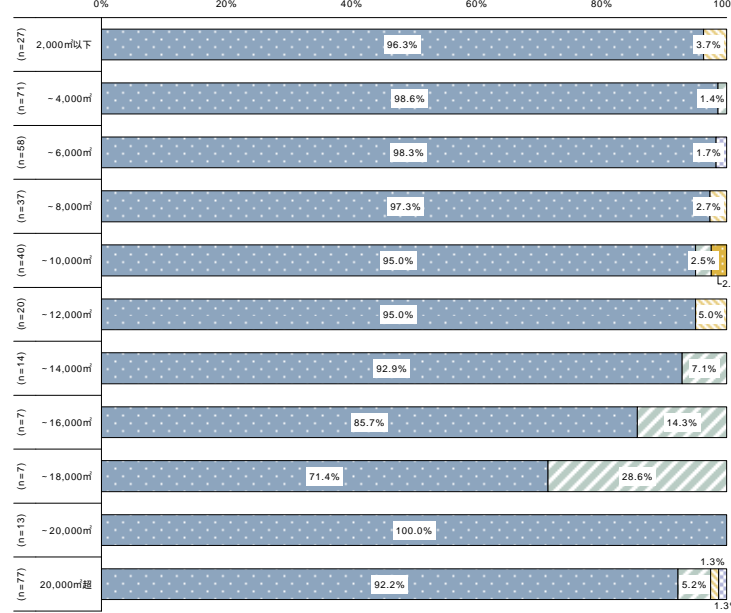 0% 20% 40% 60% 80% 100
(n=27) 2,000㎡以下 96.3% 3.7%
(n=71) ~4,000㎡ 98.6% 1.4%
(n=58) ~6,000㎡ 98.3% 1.7%
(n=37) ~8,000㎡ 97.3% 2.7%
(n=40) ~10,000㎡ 95.0% 2.5%
2.
(n=20) ~12,000㎡ 95.0% 5.0%
(n=14) ~14,000㎡ 92.9% 7.1%
(n=7) ~16,000㎡ 85.7% 14.3%
(n=7) ~18,000㎡ 71.4% 28.6%
(n=13) ~20,000㎡ 100.0%
1.3%
(n=77) 20,000㎡超 92.2% 5.2%
1.3%